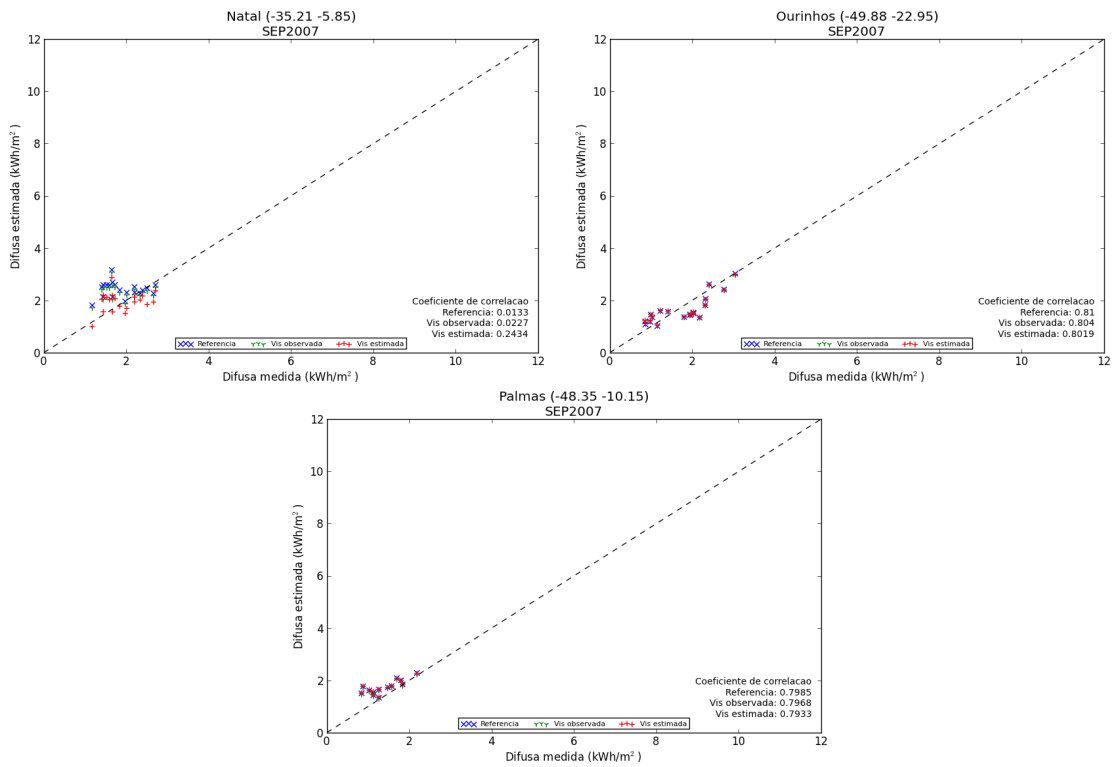 Natal (-35.21 -5.85)
SEP2007
12
10
8
6
4
2
0
Difusa estimada (kWh/m² )
Coeficiente de correlacao
Referencia: 0.0133
Vis observada: 0.0227
Vis estimada: 0.2434
Referencia Vis observada Vis estimada
0 2 4 6 8 10 12
Difusa medida (kWh/m² )
Ourinhos (-49.88 -22.95)
SEP2007
12
10
8
6
4
2
0
Difusa estimada (kWh/m² )
Coeficiente de correlacao
Referencia: 0.81
Vis observada: 0.804
Vis estimada: 0.8019
Referencia Vis observada Vis estimada
0 2 4 6 8 10 12
Difusa medida (kWh/m² )
Palmas (-48.35 -10.15)
SEP2007
12
10
8
6
4
2
0
Difusa estimada (kWh/m² )
Coeficiente de correlacao
Referencia: 0.7985
Vis observada: 0.7968
Vis estimada: 0.7933
Referencia Vis observada Vis estimada
0 2 4 6 8 10 12
Difusa medida (kWh/m² )